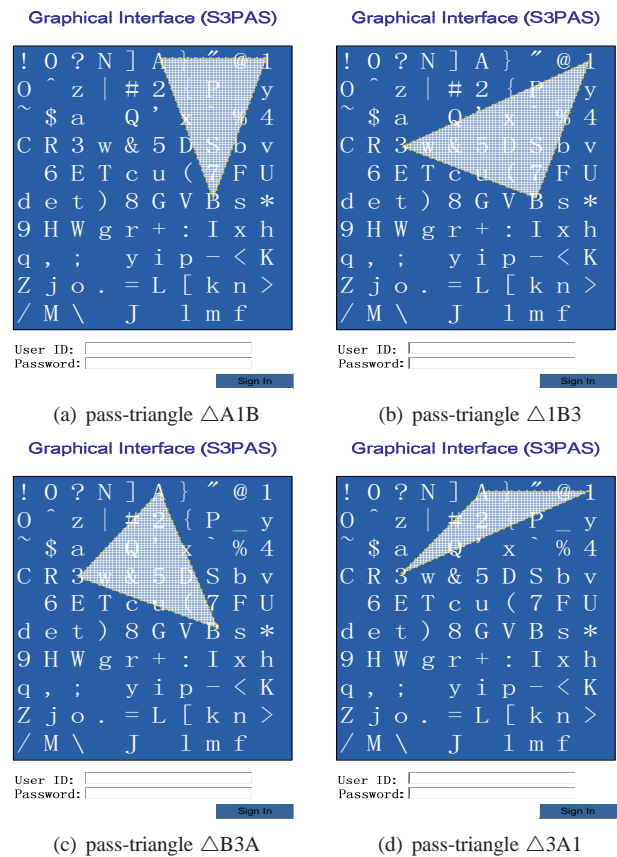 Graphical Interface (S3PAS)
! 0 ? N ] A } ″ @ 1
O ^ z | # 2 { P _ y
~ $ a Q ' x ` % 4
C R 3 w & 5 D S b v
6 E T c u ( 7 F U
d e t ) 8 G V B s *
9 H W g r + : I x h
q , ; y i p - < K
Z j o . = L [ k n >
/ M \ J l m f
User ID:
Password:
Sign In
(a) pass-triangle △A1B
Graphical Interface (S3PAS)
! 0 ? N ] A } ″ @ 1
O ^ z | # 2 { P _ y
~ $ a Q ' x ` % 4
C R 3 w & 5 D S b v
6 E T c u ( 7 F U
d e t ) 8 G V B s *
9 H W g r + : I x h
q , ; y i p - < K
Z j o . = L [ k n >
/ M \ J l m f
User ID:
Password:
Sign In
(b) pass-triangle △1B3
Graphical Interface (S3PAS)
! 0 ? N ] A } ″ @ 1
O ^ z | # 2 { P _ y
~ $ a Q ' x ` % 4
C R 3 w & 5 D S b v
6 E T c u ( 7 F U
d e t ) 8 G V B s *
9 H W g r + : I x h
q , ; y i p - < K
Z j o . = L [ k n >
/ M \ J l m f
User ID:
Password:
Sign In
(c) pass-triangle △B3A
Graphical Interface (S3PAS)
! 0 ? N ] A } ″ @ 1
O ^ z | # 2 { P _ y
~ $ a Q ' x ` % 4
C R 3 w & 5 D S b v
6 E T c u ( 7 F U
d e t ) 8 G V B s *
9 H W g r + : I x h
q , ; y i p - < K
Z j o . = L [ k n >
/ M \ J l m f
User ID:
Password:
Sign In
(d) pass-triangle △3A1